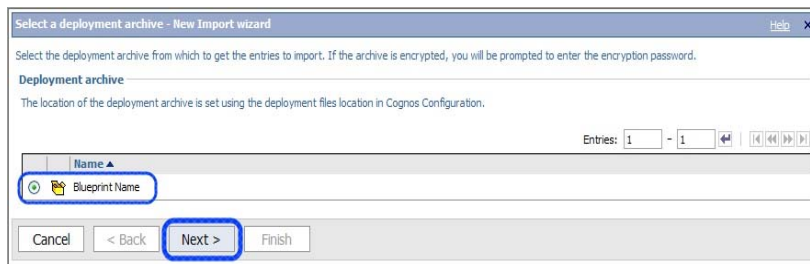 Select a deployment archive - New Import wizard
Help X
Select the deployment archive from which to get the entries to import. If the archive is encrypted, you will be prompted to enter the encryption password.
Deployment archive
The location of the deployment archive is set using the deployment files location in Cognos Configuration.
Entries: 1 - 1
Name
Blueprint Name
Cancel < Back Next > Finish